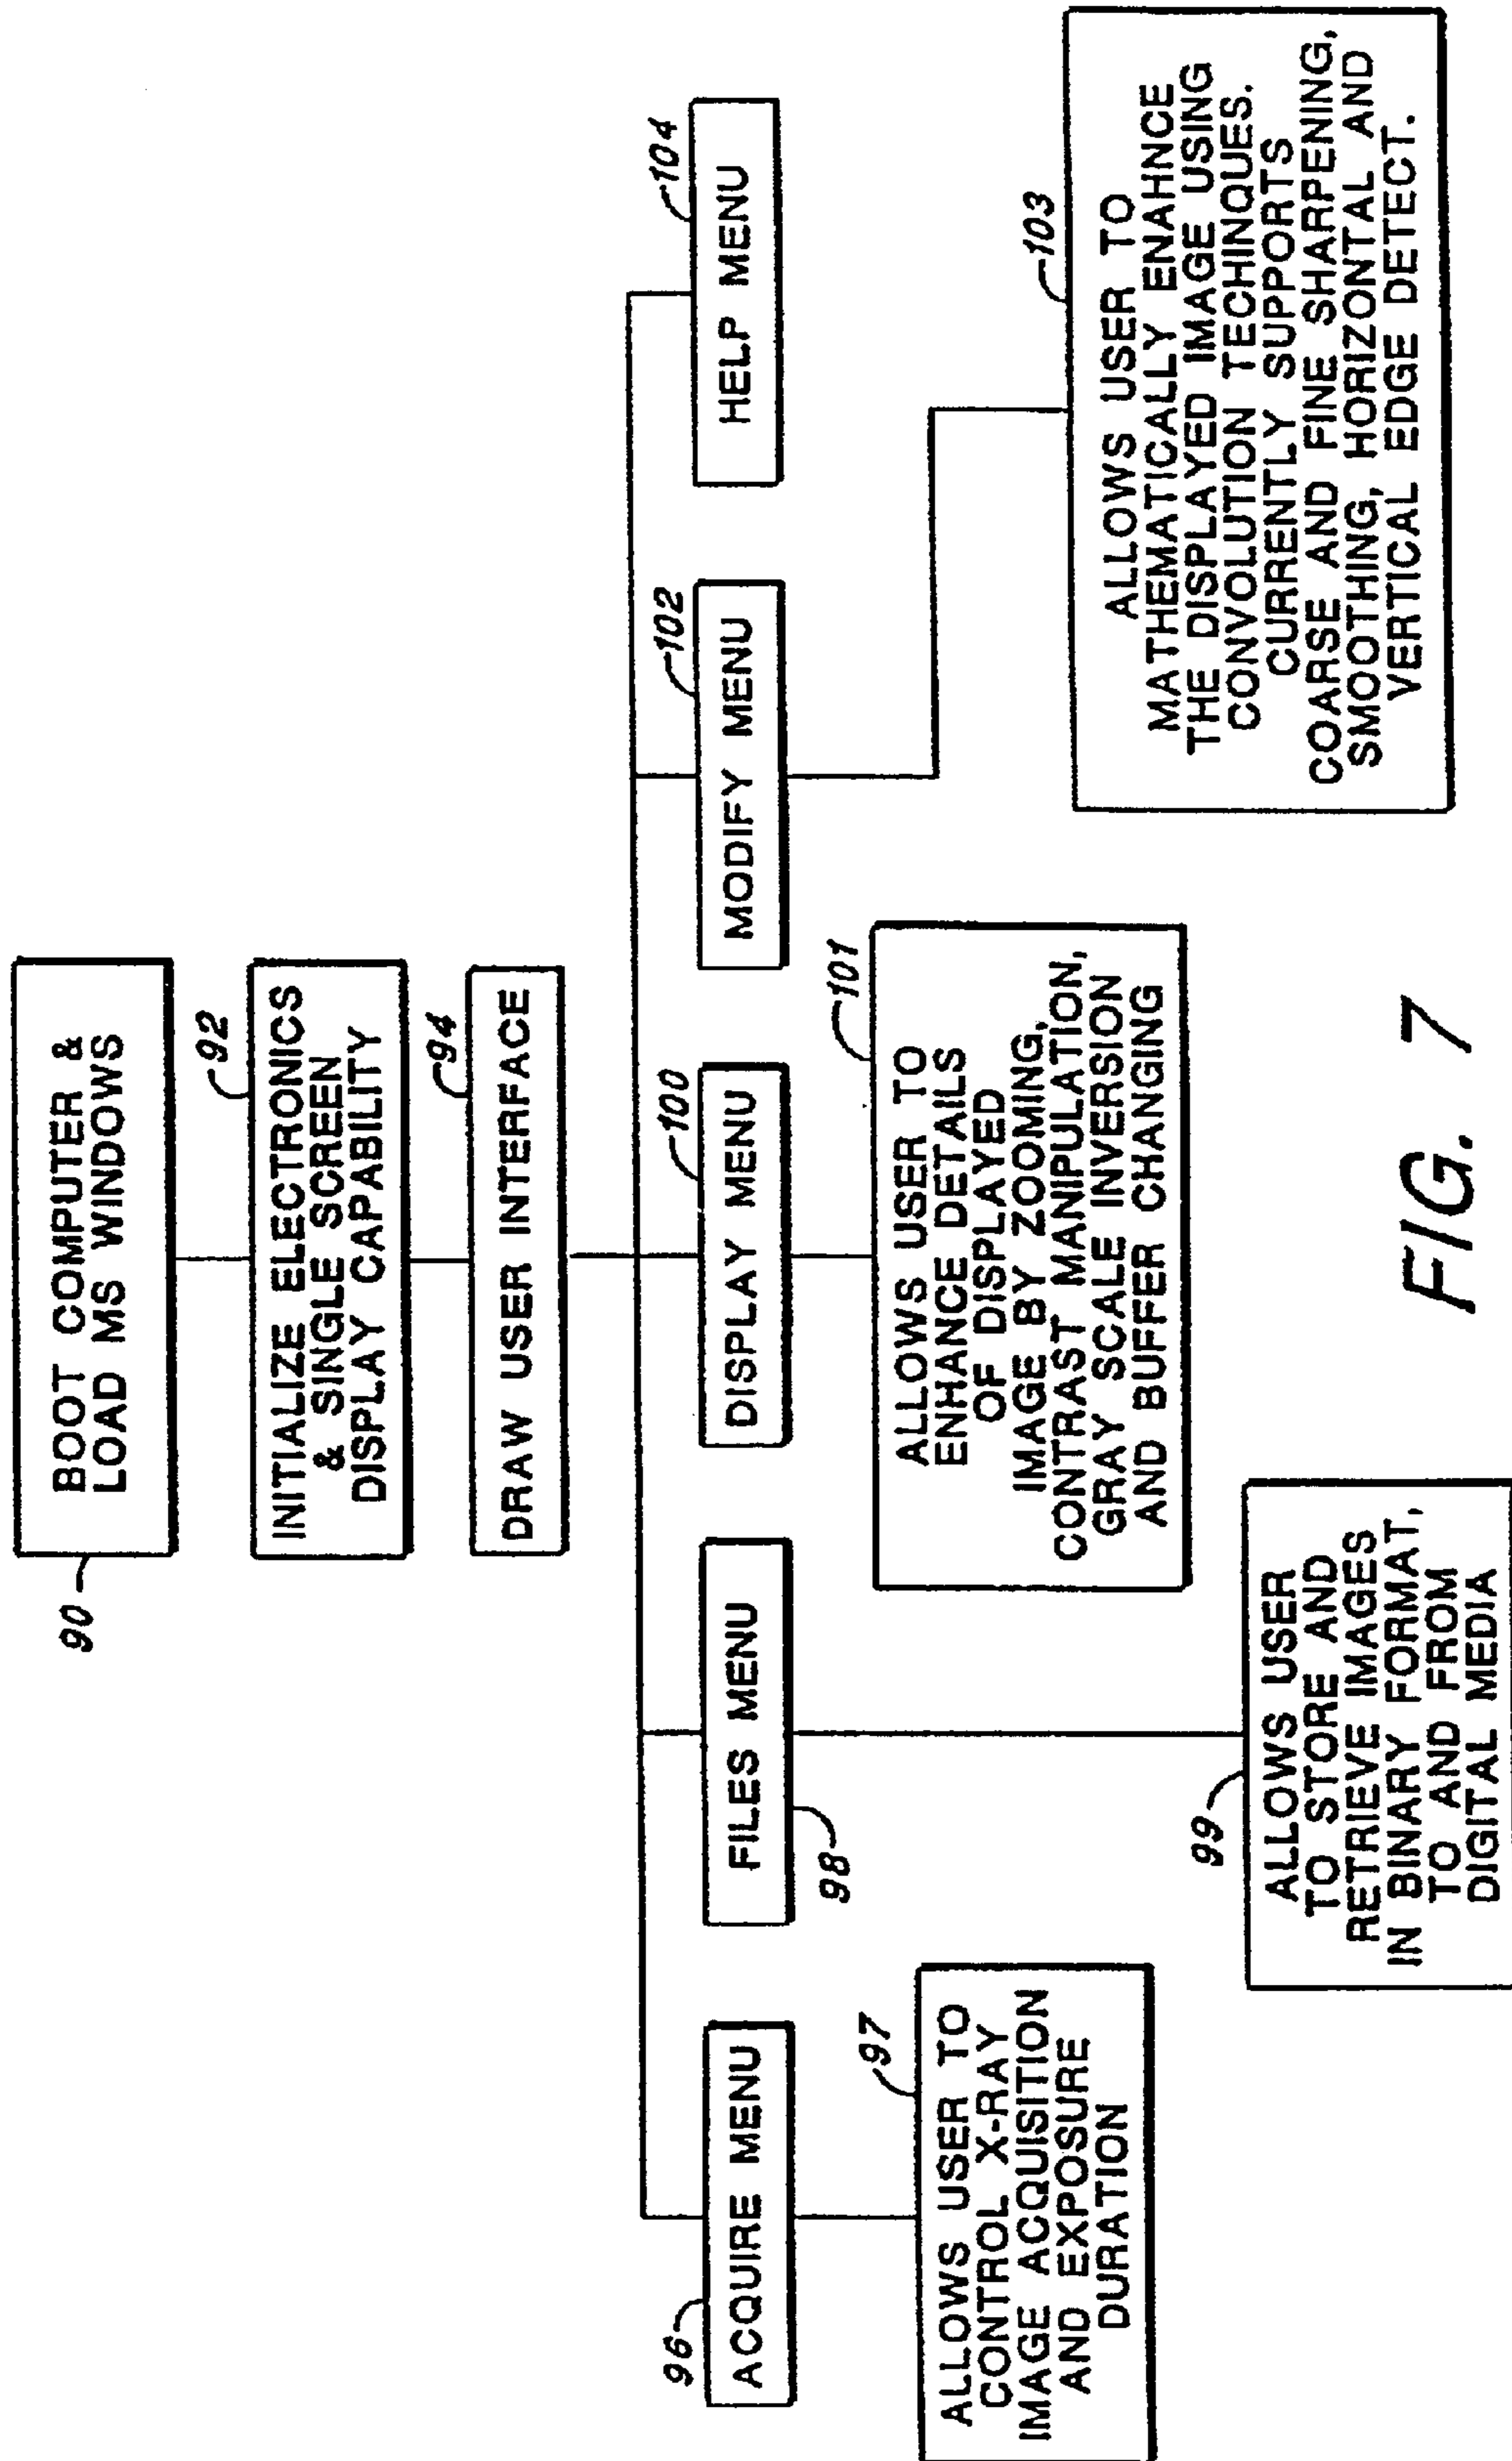 BOOT COMPUTER &
LOAD MS WINDOWS
90
INITIALIZE ELECTRONICS
& SINGLE SCREEN
DISPLAY CAPABILITY
92
DRAW USER INTERFACE
94
ACQUIRE MENU
96
FILES MENU
98
DISPLAY MENU
100
MODIFY MENU
102
HELP MENU
104
ALLOWS USER TO
CONTROL X-RAY
IMAGE ACQUISITION
AND EXPOSURE
DURATION
97
ALLOWS USER
TO STORE AND
RETRIEVE IMAGES
IN BINARY FORMAT,
TO AND FROM
DIGITAL MEDIA
99
ALLOWS USER TO
ENHANCE DETAILS
OF DISPLAYED
IMAGE BY ZOOMING,
CONTRAST MANIPULATION,
GRAY SCALE INVERSION
AND BUFFER CHANGING
101
ALLOWS USER TO
MATHEMATICALLY ENAHNCE
THE DISPLAYED IMAGE USING
CONVOLUTION TECHINQUES.
CURRENTLY SUPPORTS
COARSE AND FINE SHARPENING,
SMOOTHING, HORIZONTAL AND
VERTICAL EDGE DETECT.
103
FIG. 7